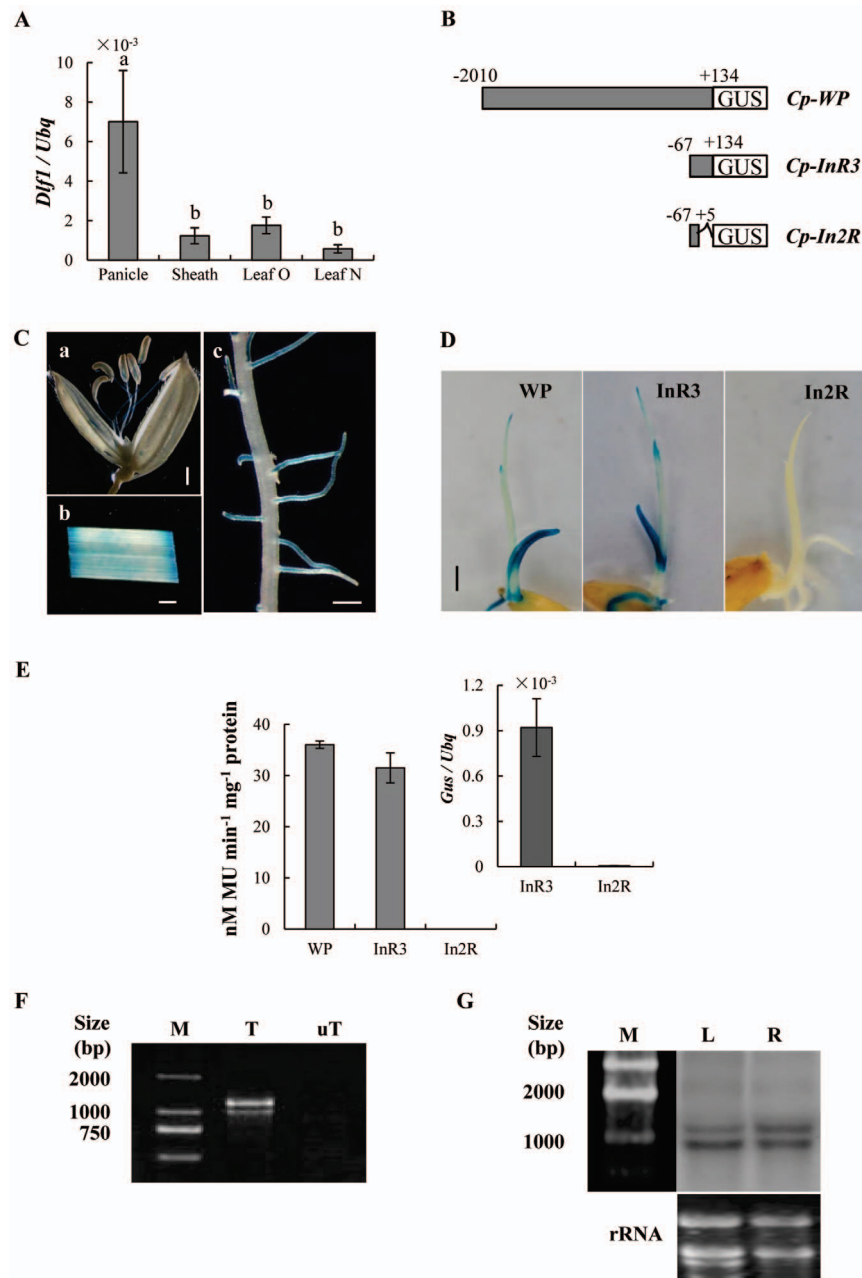 A
×10⁻³
a
10
8
6
4
2
0
Dlf1 / Ubq
b
b
b
Panicle Sheath Leaf O Leaf N
B
-2010 +134
GUS Cp-WP
-67 +134
GUS Cp-InR3
-67 +5
GUS Cp-In2R
C
a
b
c
D
WP InR3 In2R
E
nM MU min⁻¹ mg⁻¹ protein
40
30
20
10
0
WP InR3 In2R
×10⁻³
Gus / Ubq
1.2
0.9
0.6
0.3
0
InR3 In2R
F
Size
(bp)
M T uT
2000
1000
750
G
Size
(bp)
M L R
2000
1000
rRNA